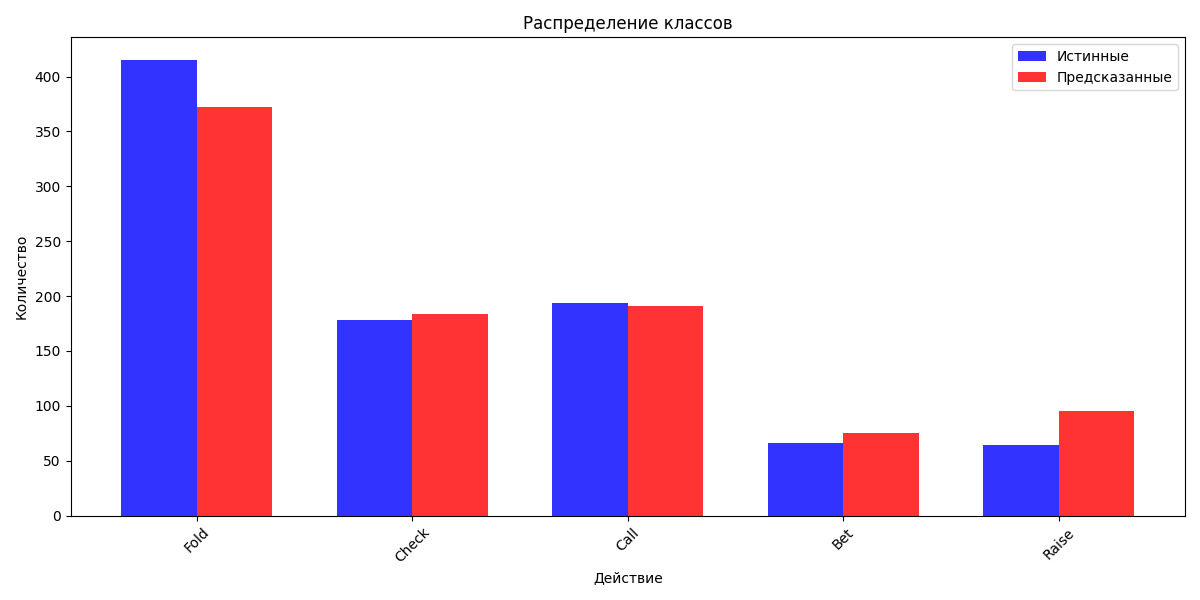 Распределение классов
Истинные
Предсказанные
Количество
400
350
300
250
200
150
100
50
0
Fold
Check
Call
Bet
Raise
Действие